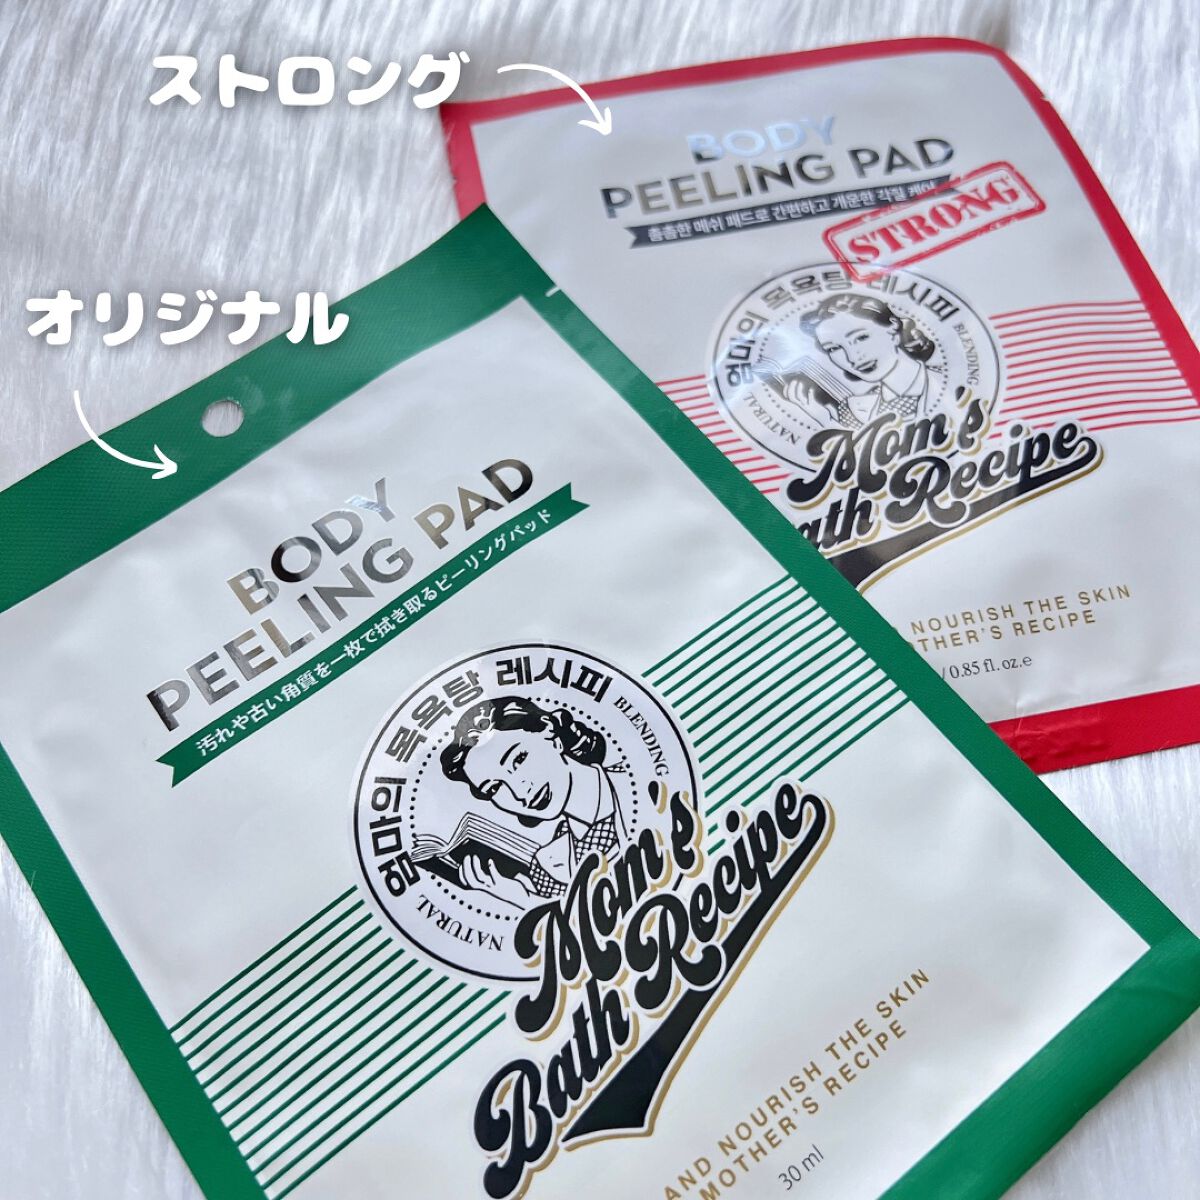 ストロング
BODY
PEELING PAD
촘촘한 메쉬 패드로 간편하고 개운한 각질 케어
STRONG
엄마의 목욕탕 레시피
NATURAL
BLENDING
Mom's
Bath Recipe
NOURISH THE SKIN
RECIPE
/ 0.85 fl. oz. e
オリジナル
BODY
PEELING PAD
汚れや古い角質を一枚で拭き取るピーリングパッド
엄마의 목욕탕 레시피
NATURAL
BLENDING
Mom's
Bath Recipe
AND NOURISH THE SKIN
MOTHER'S RECIPE
30 ml